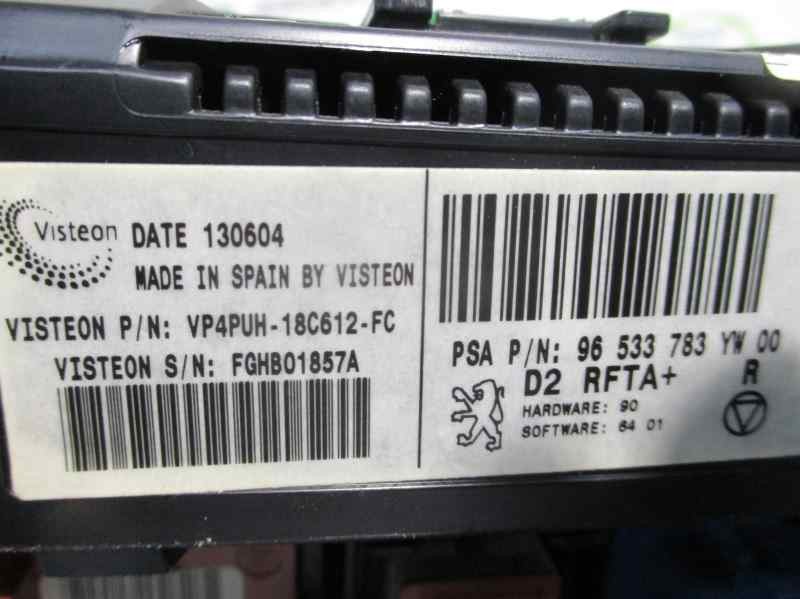 Visteon DATE 130604
MADE IN SPAIN BY VISTEON
VISTEON P/N: VP4PUH-18C612-FC
VISTEON S/N: FGHB01857A
PSA P/N: 96 533 783 YW 00
D2 RFTA+ R
HARDWARE: 90
SOFTWARE: 64 01